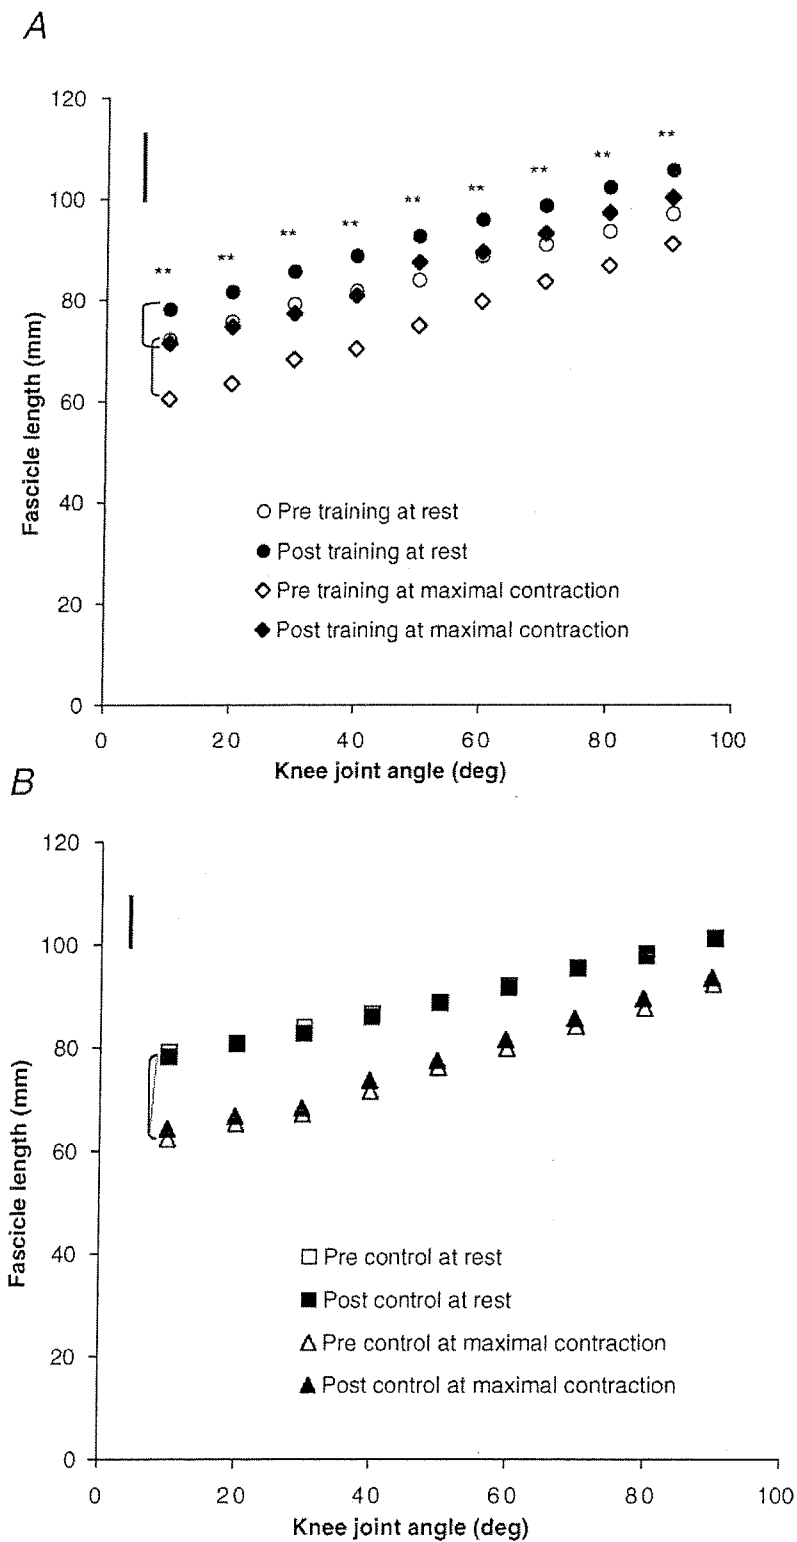 A
120
100
80
60
40
20
0
** ** ** ** ** ** ** ** **
Fascicle length (mm)
○ Pre training at rest
● Post training at rest
◇ Pre training at maximal contraction
◆ Post training at maximal contraction
0 20 40 60 80 100
Knee joint angle (deg)
B
120
100
80
60
40
20
0
Fascicle length (mm)
□ Pre control at rest
■ Post control at rest
△ Pre control at maximal contraction
▲ Post control at maximal contraction
0 20 40 60 80 100
Knee joint angle (deg)